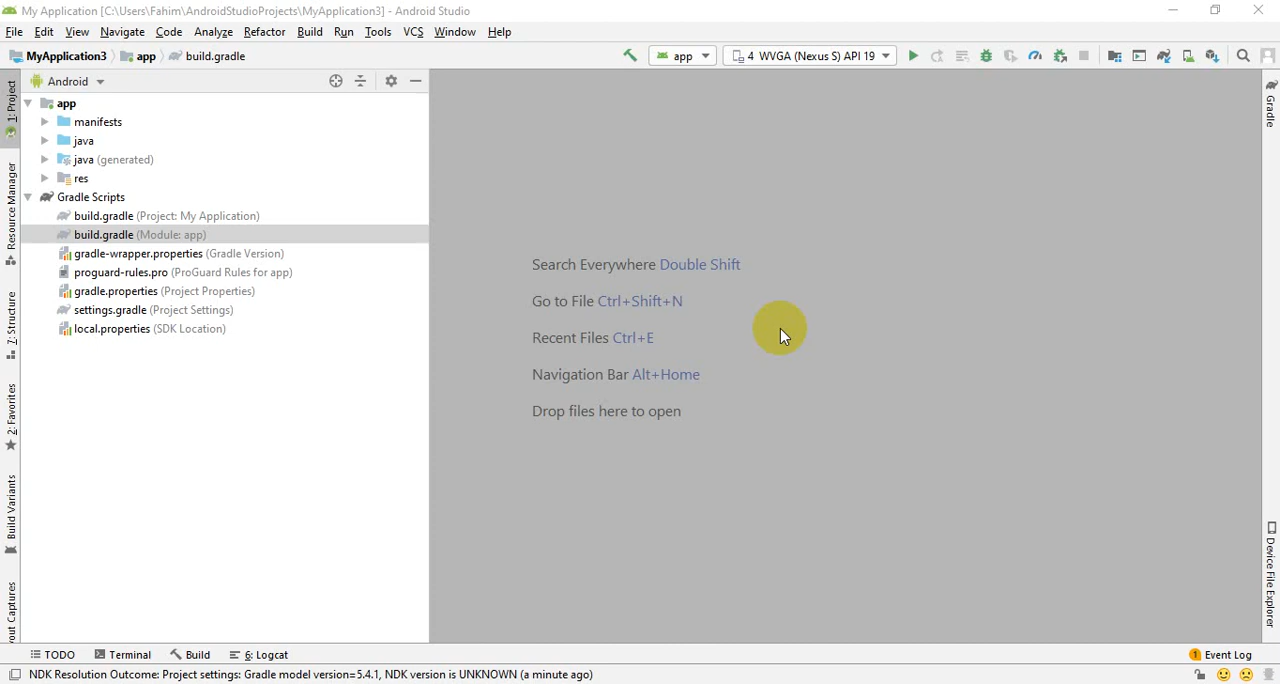 My Application [C:\Users\Fahim\AndroidStudioProjects\MyApplication3] - Android Studio
File Edit View Navigate Code Analyze Refactor Build Run Tools VCS Window Help
MyApplication3 app build.gradle app 4 WVGA (Nexus S) API 19
1: Project
Resource Manager
7: Structure
2: Favorites
Build Variants
out Captures
Android
app
manifests
java
java (generated)
res
Gradle Scripts
build.gradle (Project: My Application)
build.gradle (Module: app)
gradle-wrapper.properties (Gradle Version)
proguard-rules.pro (ProGuard Rules for app)
gradle.properties (Project Properties)
settings.gradle (Project Settings)
local.properties (SDK Location)
Search Everywhere Double Shift
Go to File Ctrl+Shift+N
Recent Files Ctrl+E
Navigation Bar Alt+Home
Drop files here to open
Gradle
Device File Explorer
TODO Terminal Build 6: Logcat 1 Event Log
NDK Resolution Outcome: Project settings: Gradle model version=5.4.1, NDK version is UNKNOWN (a minute ago)